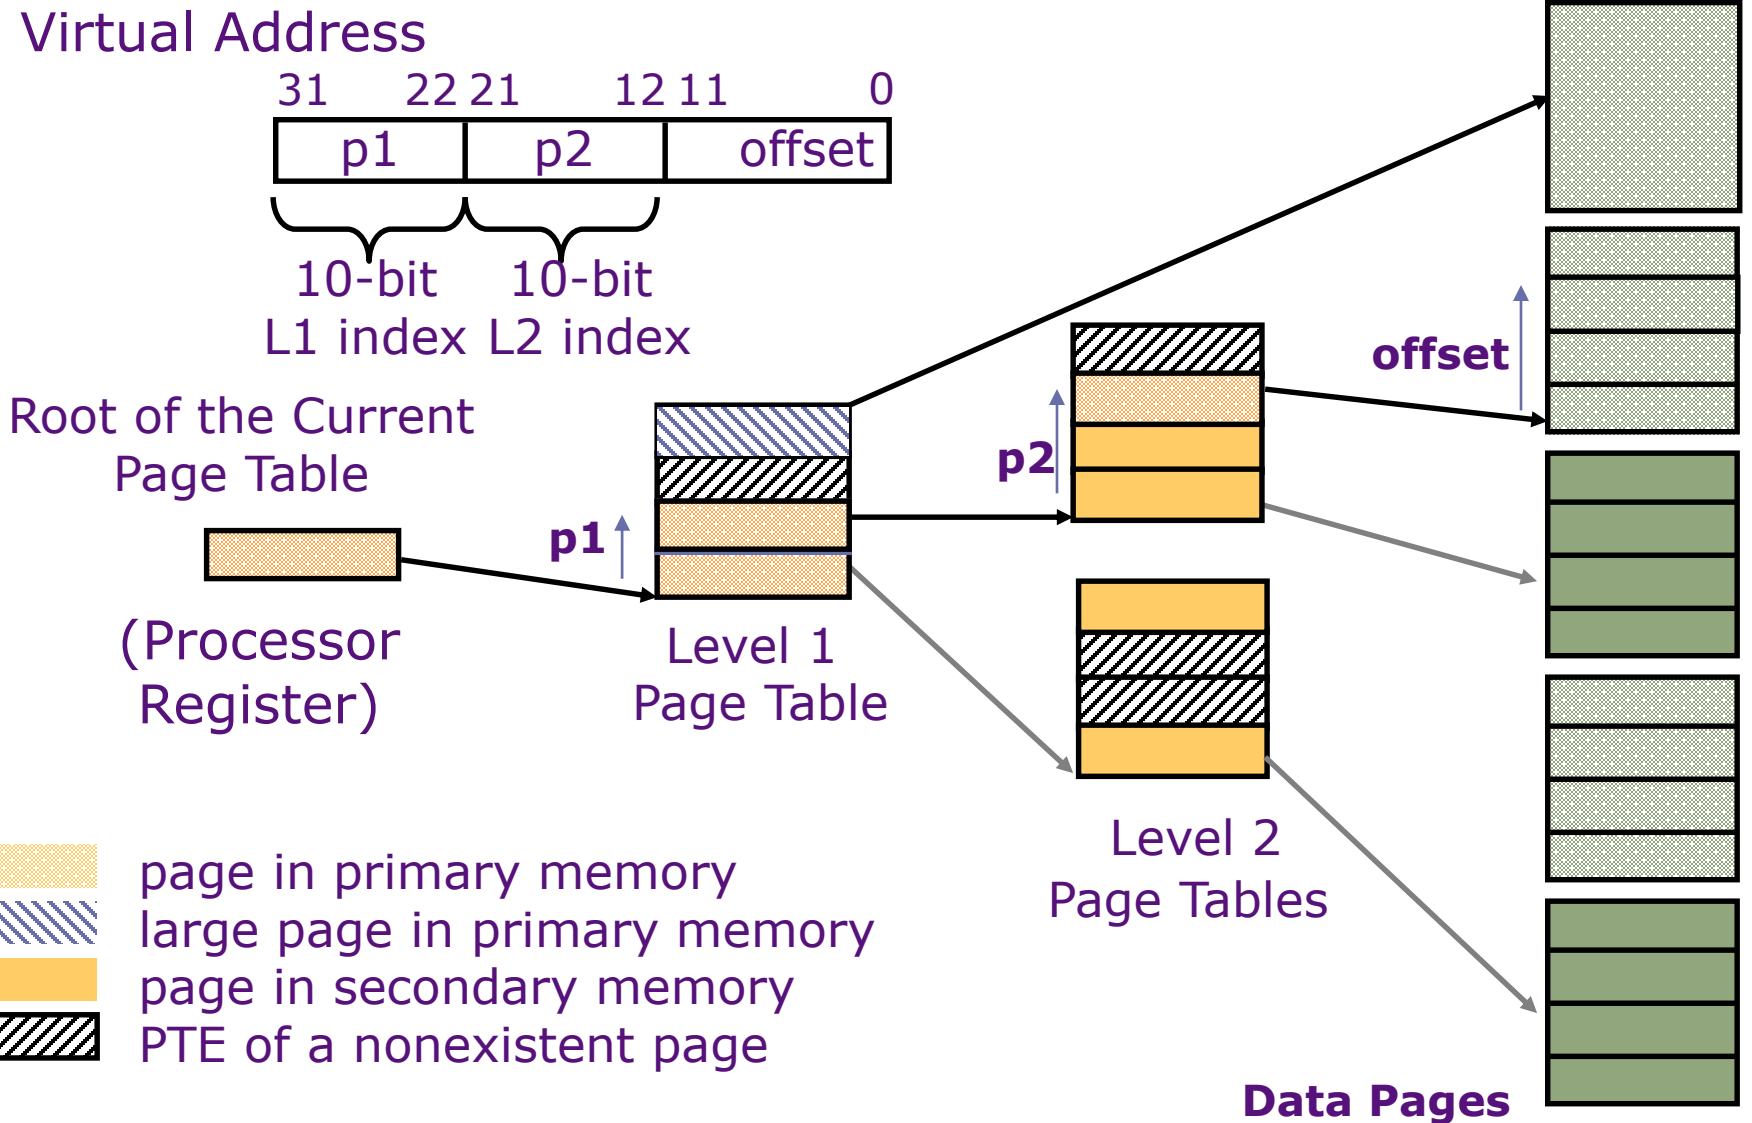 Virtual Address
31 22 21 12 11 0
p1 p2 offset
10-bit 10-bit
L1 index L2 index
Root of the Current
Page Table
(Processor
Register)
p1
Level 1
Page Table
p2
offset
Level 2
Page Tables
page in primary memory
large page in primary memory
page in secondary memory
PTE of a nonexistent page
Data Pages